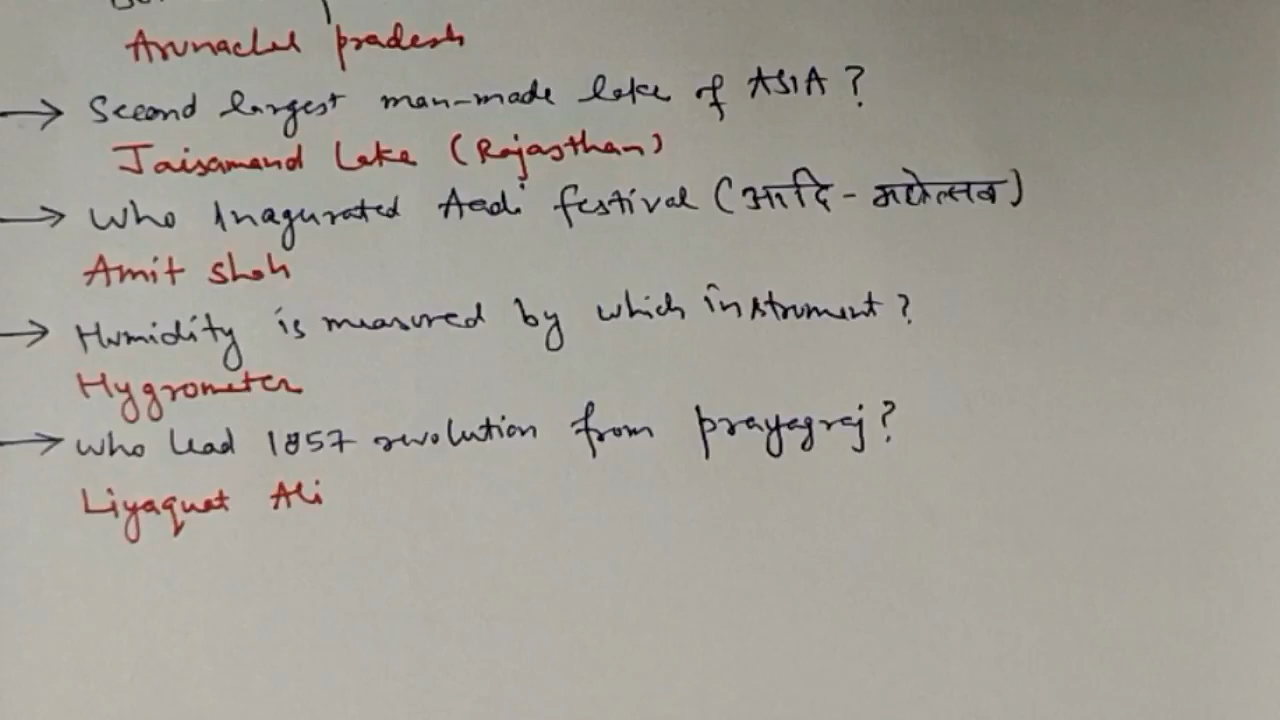 Arunachal pradesh
→ Second largest man-made lake of ASIA ?
Jaisamand Lake (Rajasthan)
→ Who Inagurated Aadi festival (आदि - महोत्सव)
Amit Shah
→ Humidity is measured by which instrument ?
Hygrometer
→ Who lead 1857 revolution from prayagraj ?
Liyaquat Ali